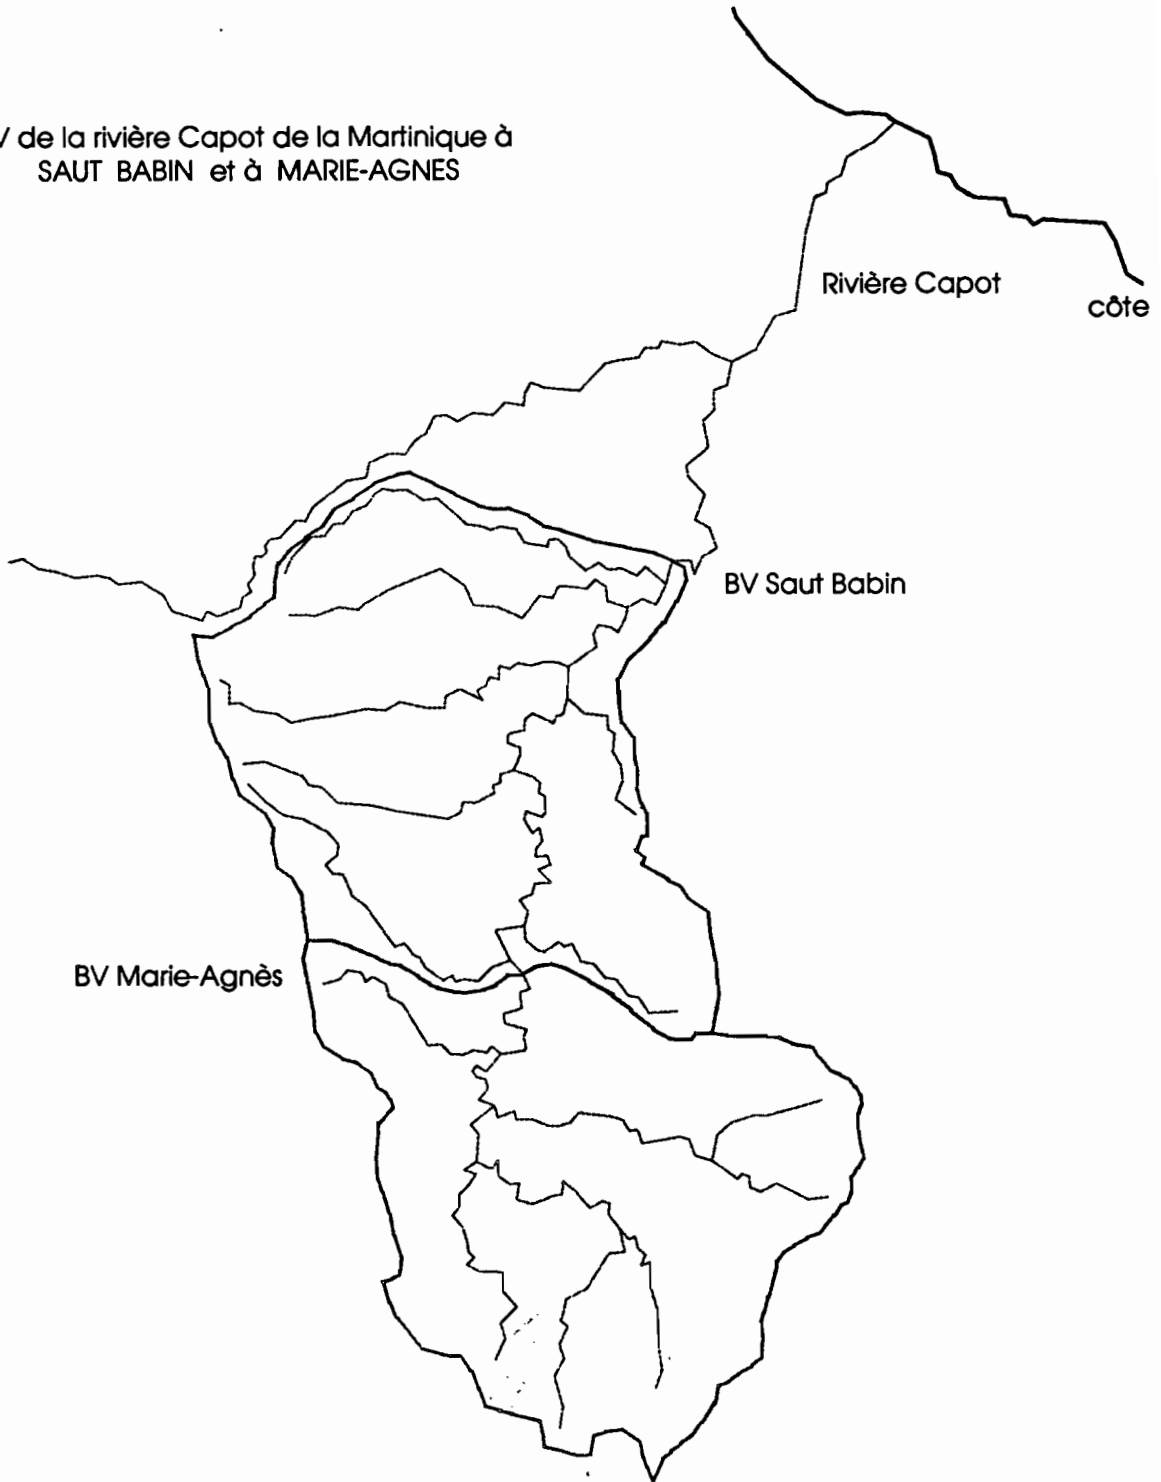 V de la rivière Capot de la Martinique à
SAUT BABIN et à MARIE-AGNES
Rivière Capot
côte
BV Saut Babin
BV Marie-Agnès